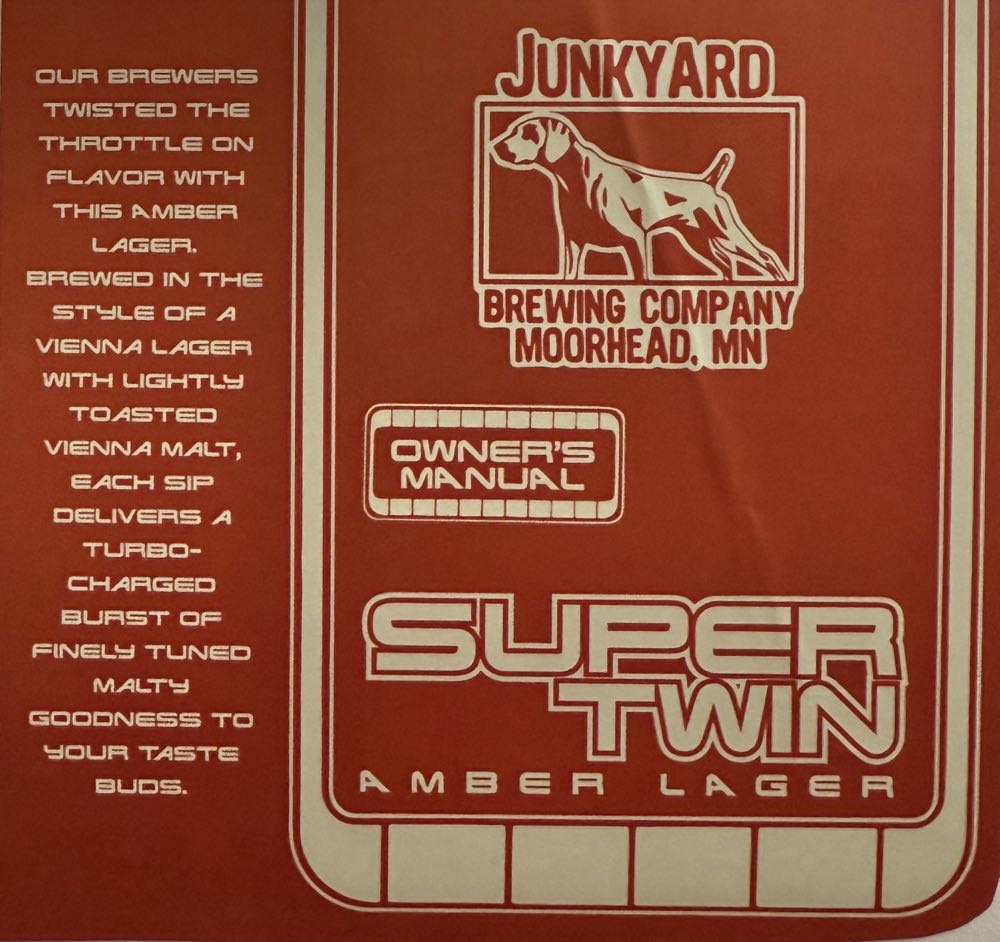 OUR BREWERS
TWISTED THE
THROTTLE ON
FLAVOR WITH
THIS AMBER
LAGER.
BREWED IN THE
STYLE OF A
VIENNA LAGER
WITH LIGHTLY
TOASTED
VIENNA MALT,
EACH SIP
DELIVERS A
TURBO-
CHARGED
BURST OF
FINELY TUNED
MALTY
GOODNESS TO
YOUR TASTE
BUDS.
JUNKYARD
BREWING COMPANY
MOORHEAD, MN
OWNER'S
MANUAL
SUPER
TWIN
AMBER LAGER